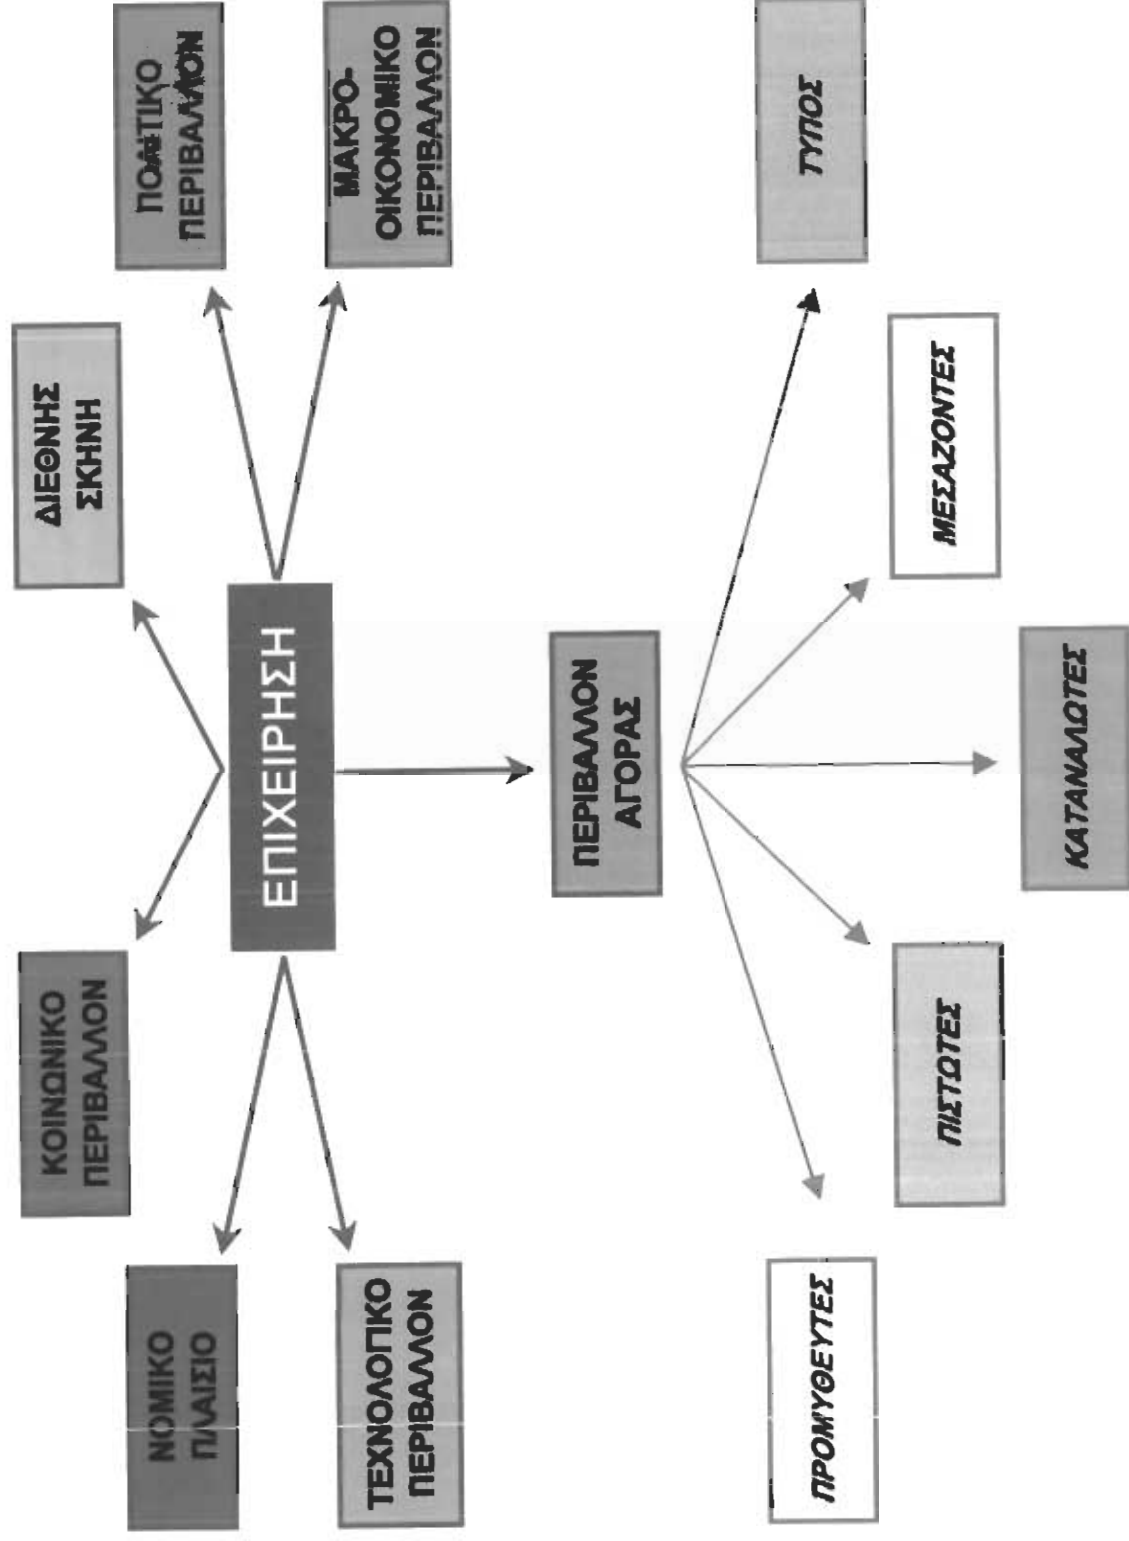 ΚΟΙΝΩΝΙΚΟ
ΠΕΡΙΒΑΛΛΟΝ
ΔΙΕΘΝΗΣ
ΣΚΗΝΗ
ΝΟΜΙΚΟ
ΠΛΑΙΣΙΟ
ΠΟΛΙΤΙΚΟ
ΠΕΡΙΒΑΛΛΟΝ
ΕΠΙΧΕΙΡΗΣΗ
ΤΕΧΝΟΛΟΓΙΚΟ
ΠΕΡΙΒΑΛΛΟΝ
ΜΑΚΡΟ-
ΟΙΚΟΝΟΜΙΚΟ
ΠΕΡΙΒΑΛΛΟΝ
ΠΕΡΙΒΑΛΛΟΝ
ΑΓΟΡΑΣ
ΠΡΟΜΥΘΕΥΤΕΣ
ΤΥΠΟΣ
ΠΙΣΤΩΤΕΣ
ΜΕΣΑΖΟΝΤΕΣ
ΚΑΤΑΝΑΛΩΤΕΣ